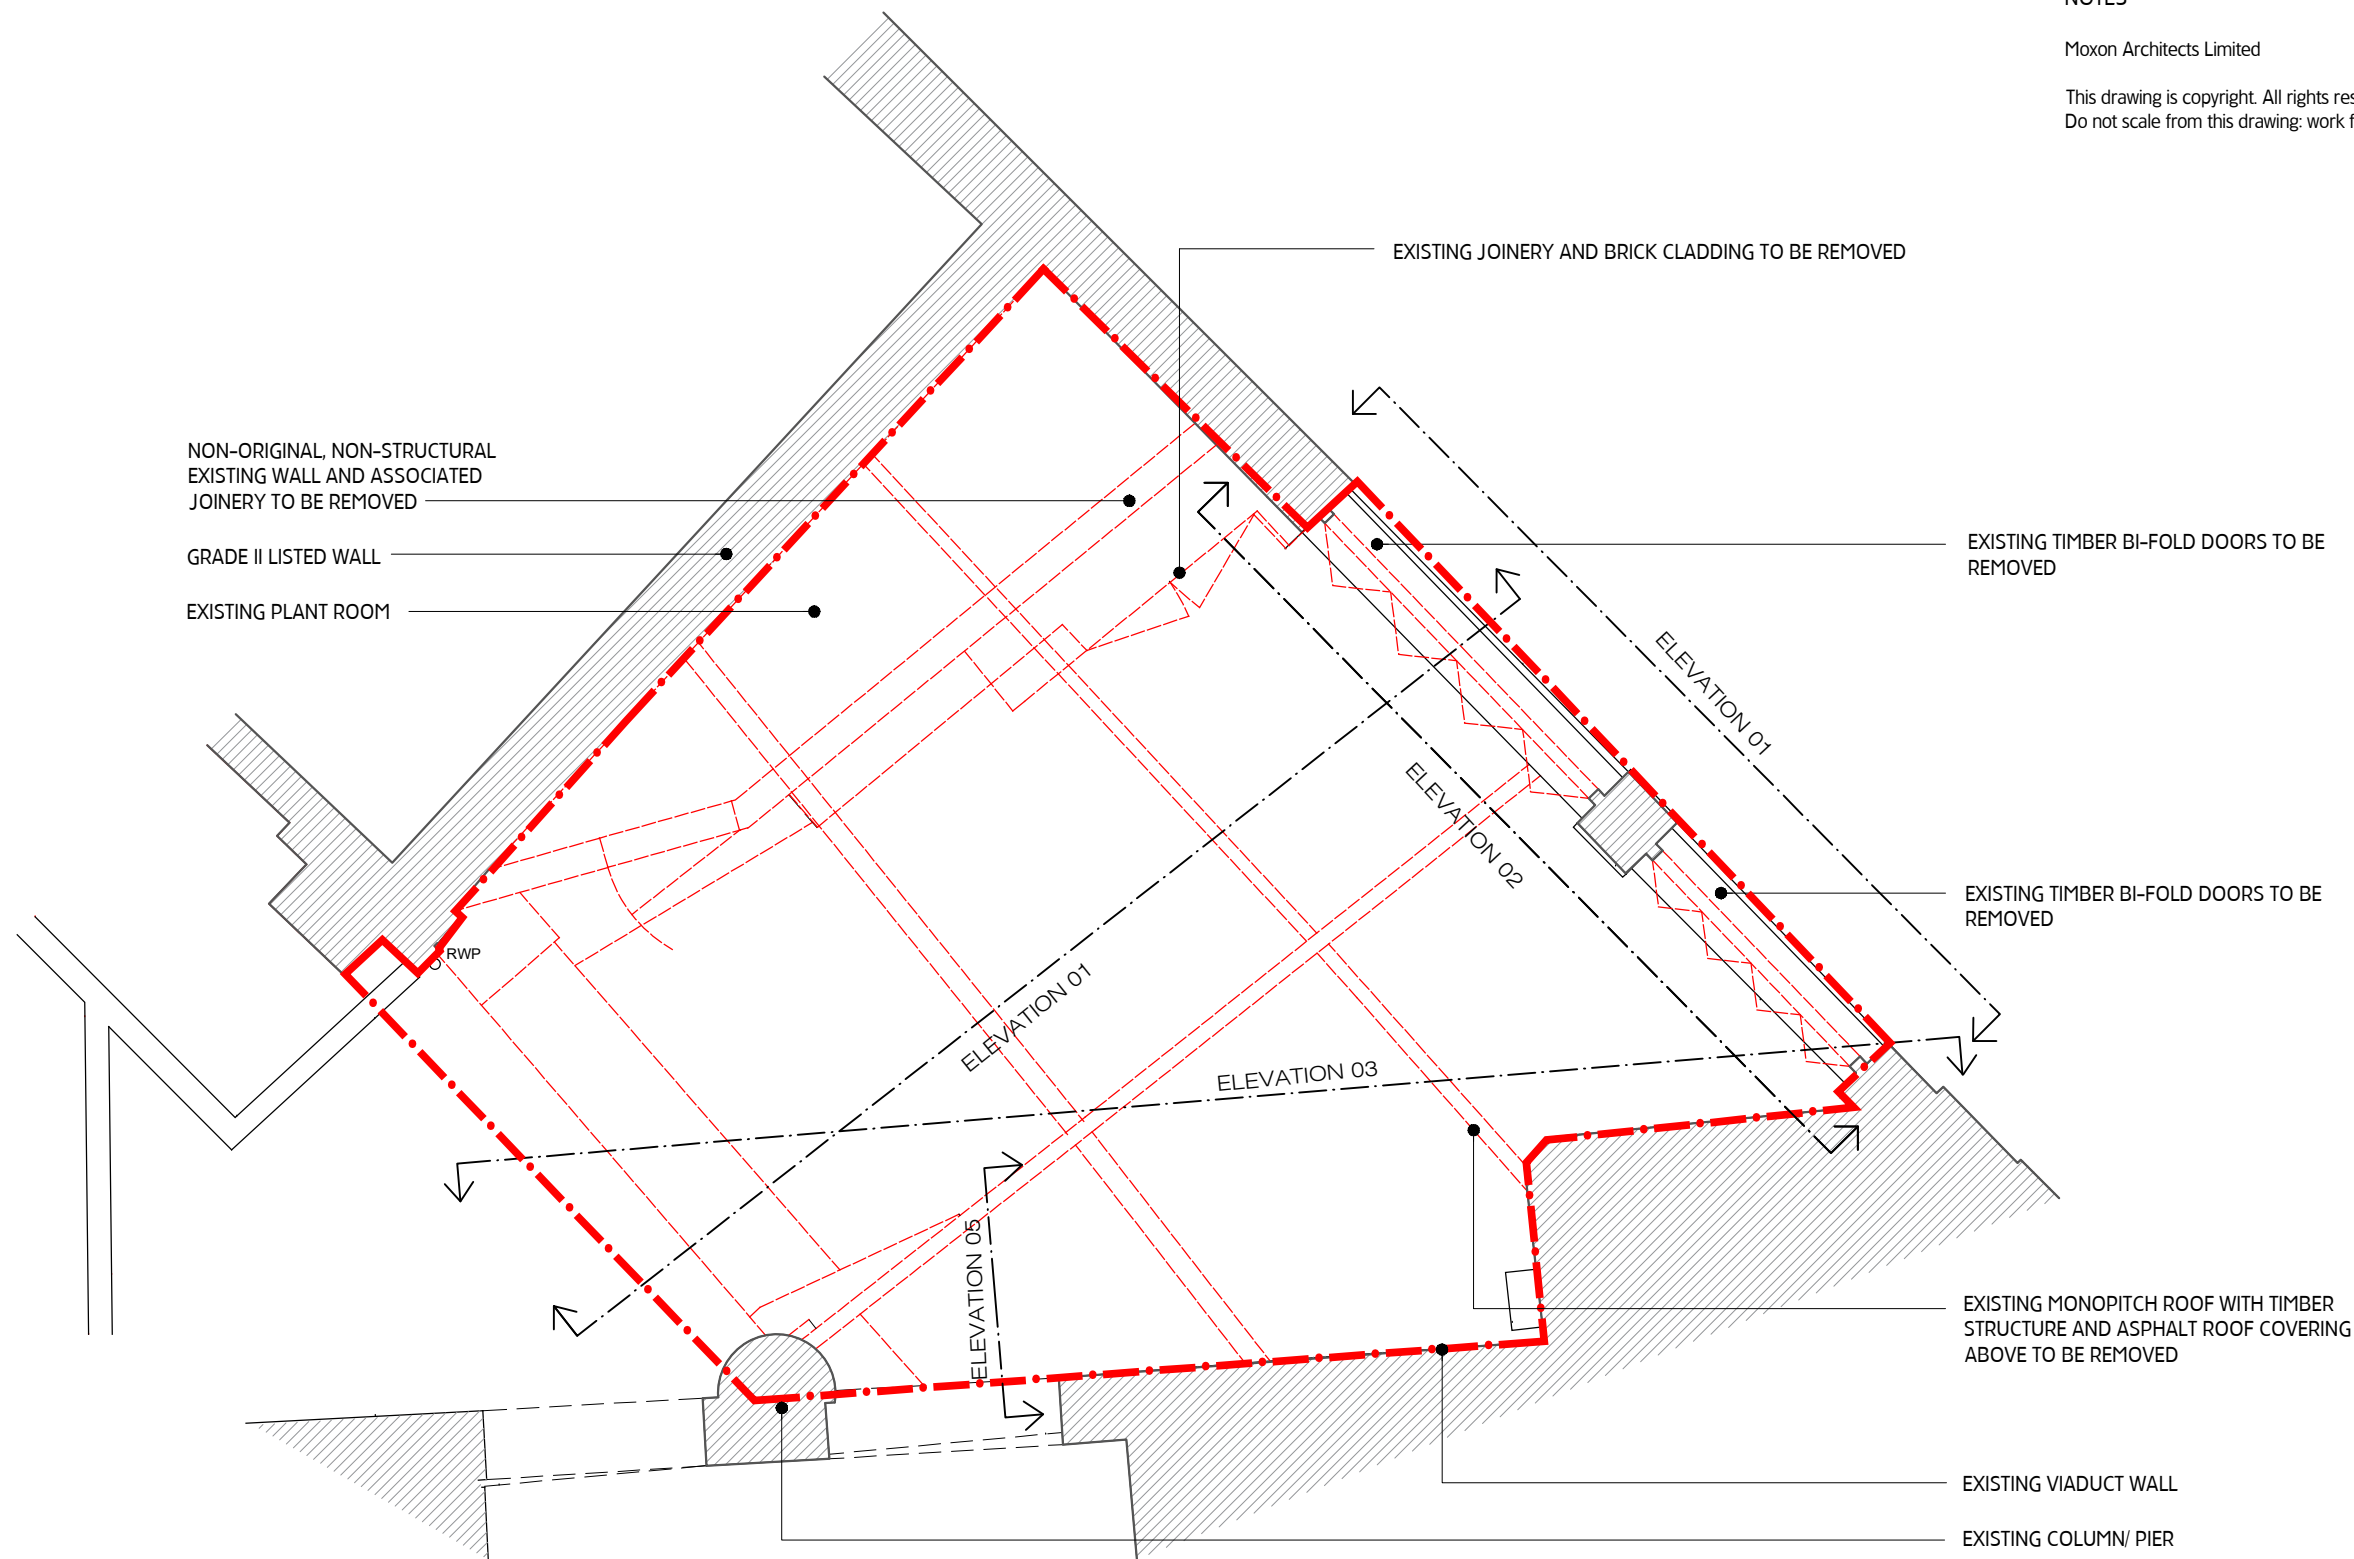 NOTES
Moxon Architects Limited
This drawing is copyright. All rights res
Do not scale from this drawing: work f
EXISTING JOINERY AND BRICK CLADDING TO BE REMOVED
NON-ORIGINAL, NON-STRUCTURAL
EXISTING WALL AND ASSOCIATED
JOINERY TO BE REMOVED
GRADE II LISTED WALL
EXISTING PLANT ROOM
EXISTING TIMBER BI-FOLD DOORS TO BE
REMOVED
ELEVATION 01
ELEVATION 02
EXISTING TIMBER BI-FOLD DOORS TO BE
REMOVED
RWP
ELEVATION 01
ELEVATION 03
ELEVATION 05
EXISTING MONOPITCH ROOF WITH TIMBER
STRUCTURE AND ASPHALT ROOF COVERING
ABOVE TO BE REMOVED
EXISTING VIADUCT WALL
EXISTING COLUMN/ PIER